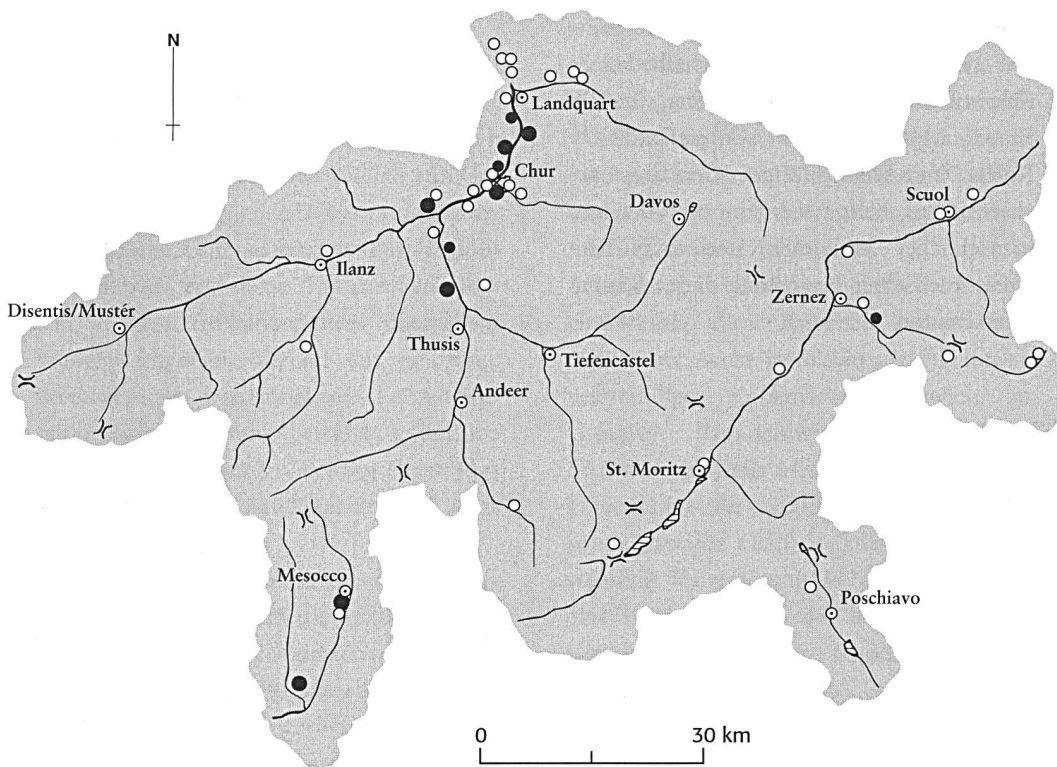 N
Landquart
Chur
Davos
Scuol
Ilanz
Zernez
Disentis/Mustér
Thusis
Tiefencastel
Andeer
St. Moritz
Mesocco
Poschiavo
0 30 km